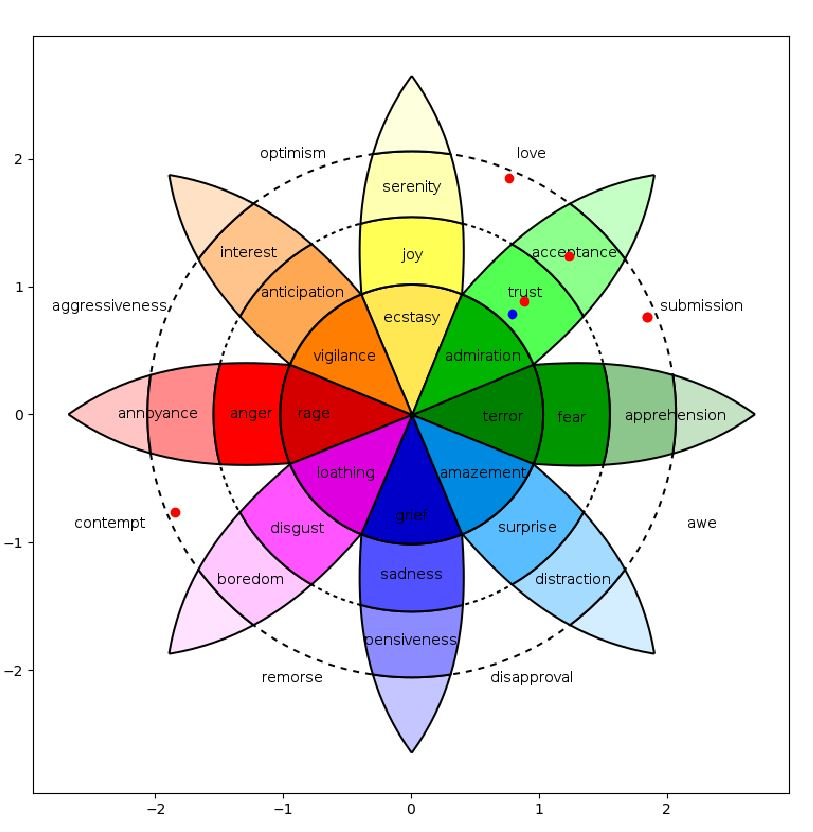 optimism
love
2
serenity
interest
joy
acceptance
anticipation
trust
aggressiveness
submission
1
ecstasy
vigilance
admiration
annoyance
anger
rage
terror
fear
apprehension
0
loathing
amazement
contempt
disgust
grief
surprise
awe
−1
boredom
sadness
distraction
pensiveness
remorse
disapproval
−2
−2
−1
0
1
2